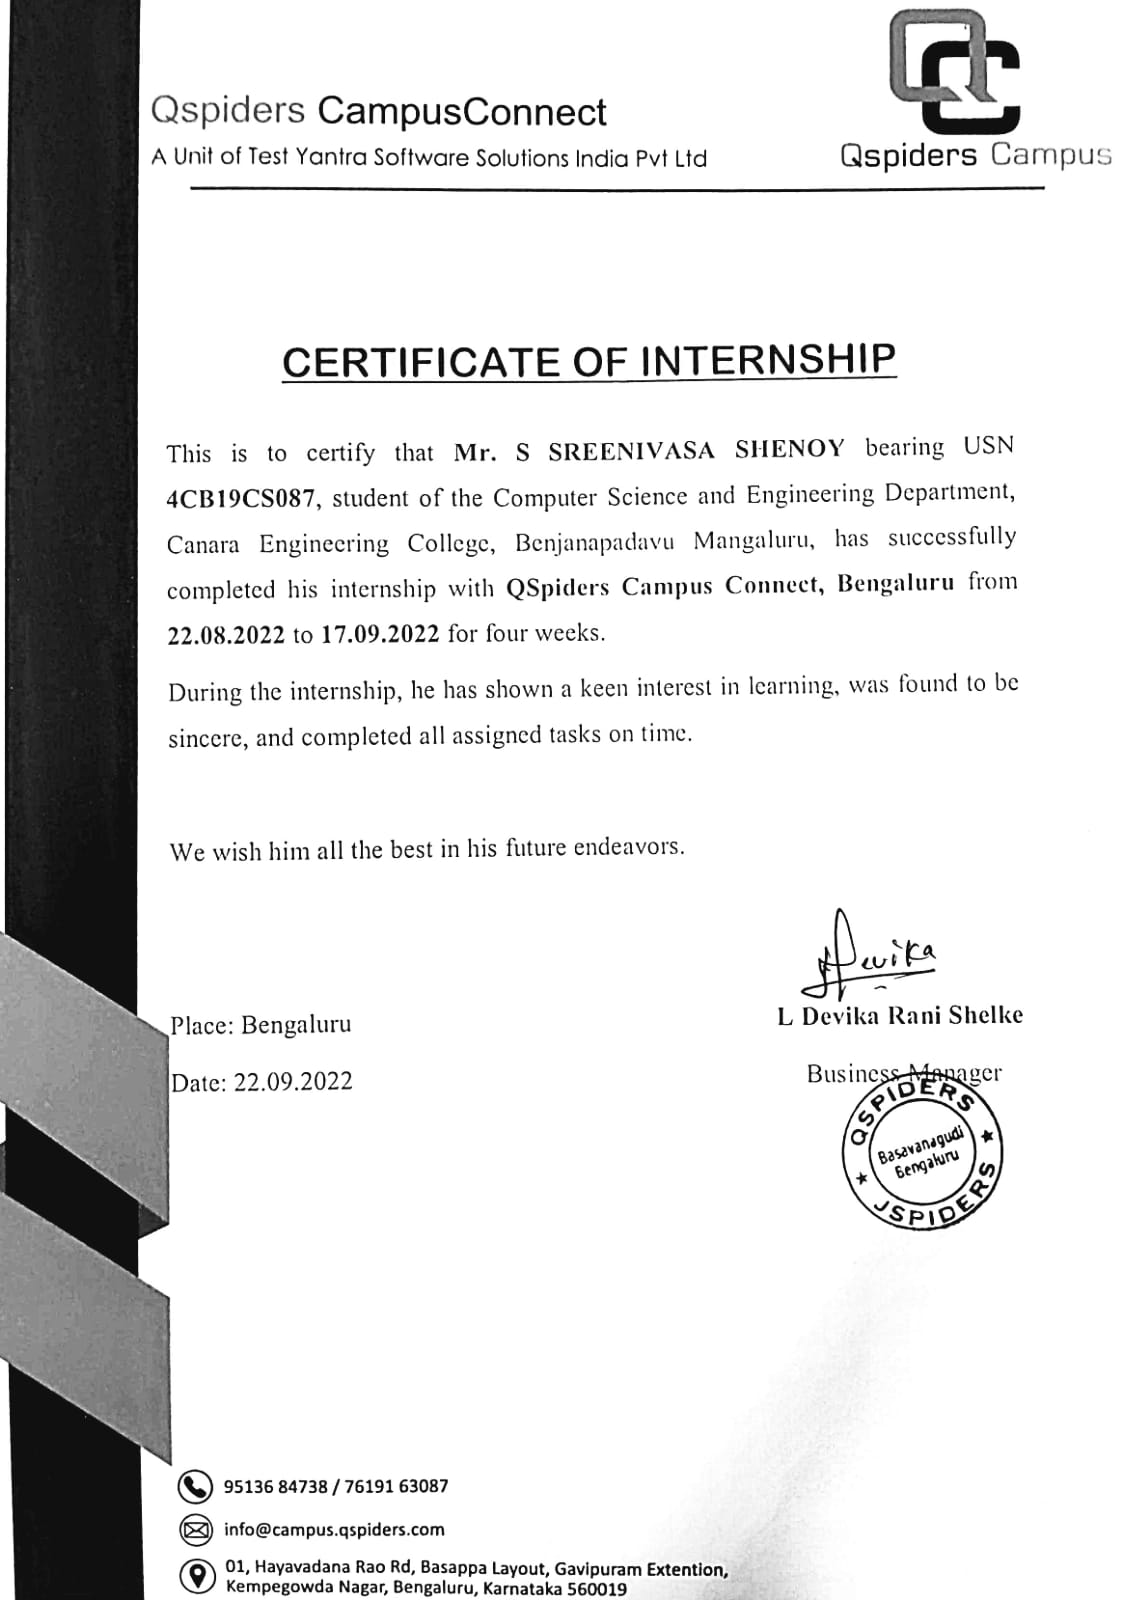 Qspiders CampusConnect
A Unit of Test Yantra Software Solutions India Pvt Ltd
Qspiders Campus
CERTIFICATE OF INTERNSHIP
This is to certify that Mr. S SREENIVASA SHENOY bearing USN
4CB19CS087, student of the Computer Science and Engineering Department,
Canara Engineering College, Benjanapadavu Mangaluru, has successfully
completed his internship with QSpiders Campus Connect, Bengaluru from
22.08.2022 to 17.09.2022 for four weeks.
During the internship, he has shown a keen interest in learning, was found to be
sincere, and completed all assigned tasks on time.
We wish him all the best in his future endeavors.
Devika
L Devika Rani Shelke
Place: Bengaluru
Business Manager
Date: 22.09.2022
QSPIDERS
Basavanagudi
Bengaluru
JSPIDERS
95136 84738 / 76191 63087
info@campus.qspiders.com
01, Hayavadana Rao Rd, Basappa Layout, Gavipuram Extention,
Kempegowda Nagar, Bengaluru, Karnataka 560019